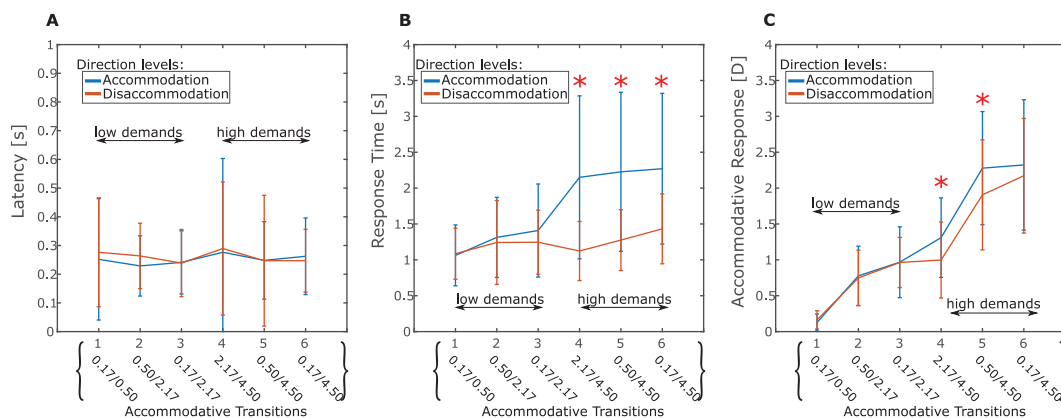 A
Latency [s]
1
0.9
0.8
0.7
0.6
0.5
0.4
0.3
0.2
0.1
0
Direction levels:
Accommodation
Disaccommodation
low demands
high demands
1 2 3 4 5 6
{ 0.17/0.50 0.50/2.17 0.17/2.17 2.17/4.50 0.50/4.50 0.17/4.50 }
Accommodative Transitions
B
Response Time [s]
4
3.5
3
2.5
2
1.5
1
0.5
0
Direction levels:
Accommodation
Disaccommodation
* * *
low demands
high demands
1 2 3 4 5 6
{ 0.17/0.50 0.50/2.17 0.17/2.17 2.17/4.50 0.50/4.50 0.17/4.50 }
Accommodative Transitions
C
Accommodative Response [D]
4
3.5
3
2.5
2
1.5
1
0.5
0
Direction levels:
Accommodation
Disaccommodation
*
*
low demands
high demands
1 2 3 4 5 6
{ 0.17/0.50 0.50/2.17 0.17/2.17 2.17/4.50 0.50/4.50 0.17/4.50
Accommodative Transitions